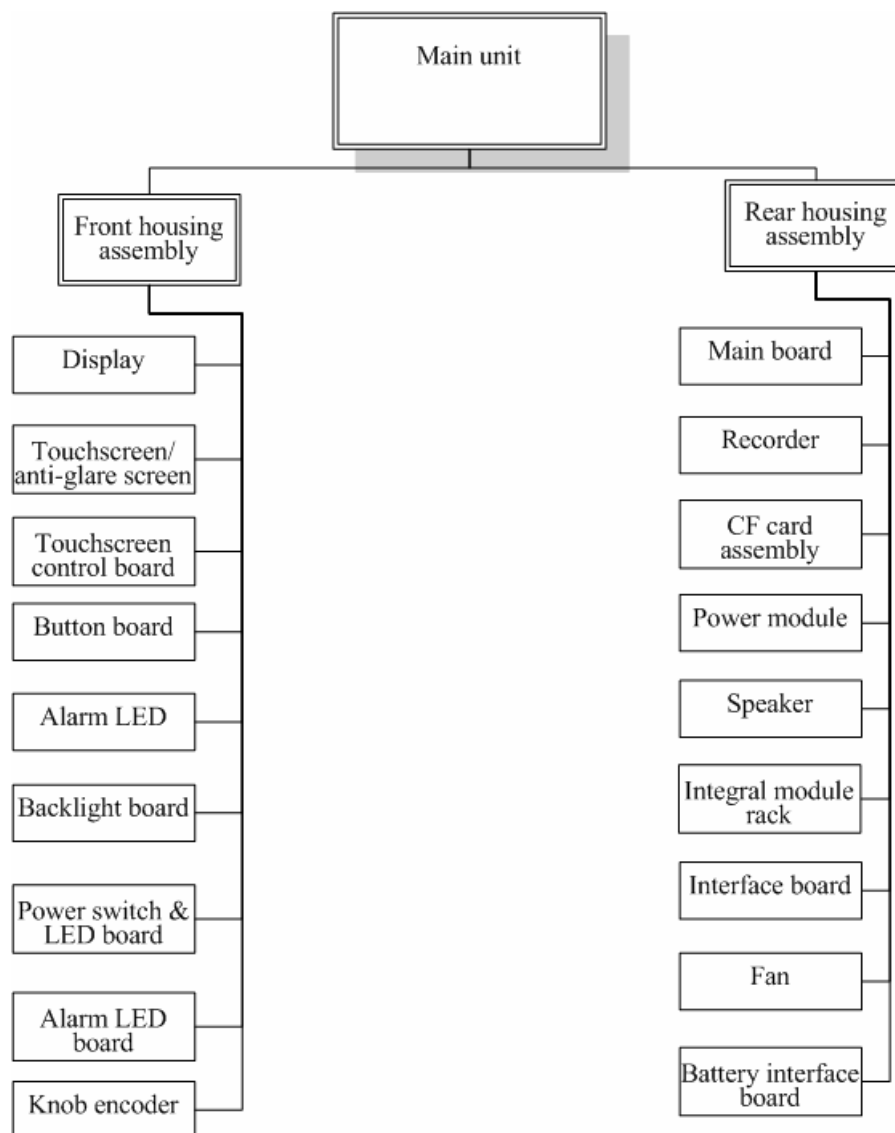 Main unit
Front housing
assembly
Rear housing
assembly
Display
Touchscreen/
anti-glare screen
Touchscreen
control board
Button board
Alarm LED
Backlight board
Power switch &
LED board
Alarm LED
board
Knob encoder
Main board
Recorder
CF card
assembly
Power module
Speaker
Integral module
rack
Interface board
Fan
Battery interface
board